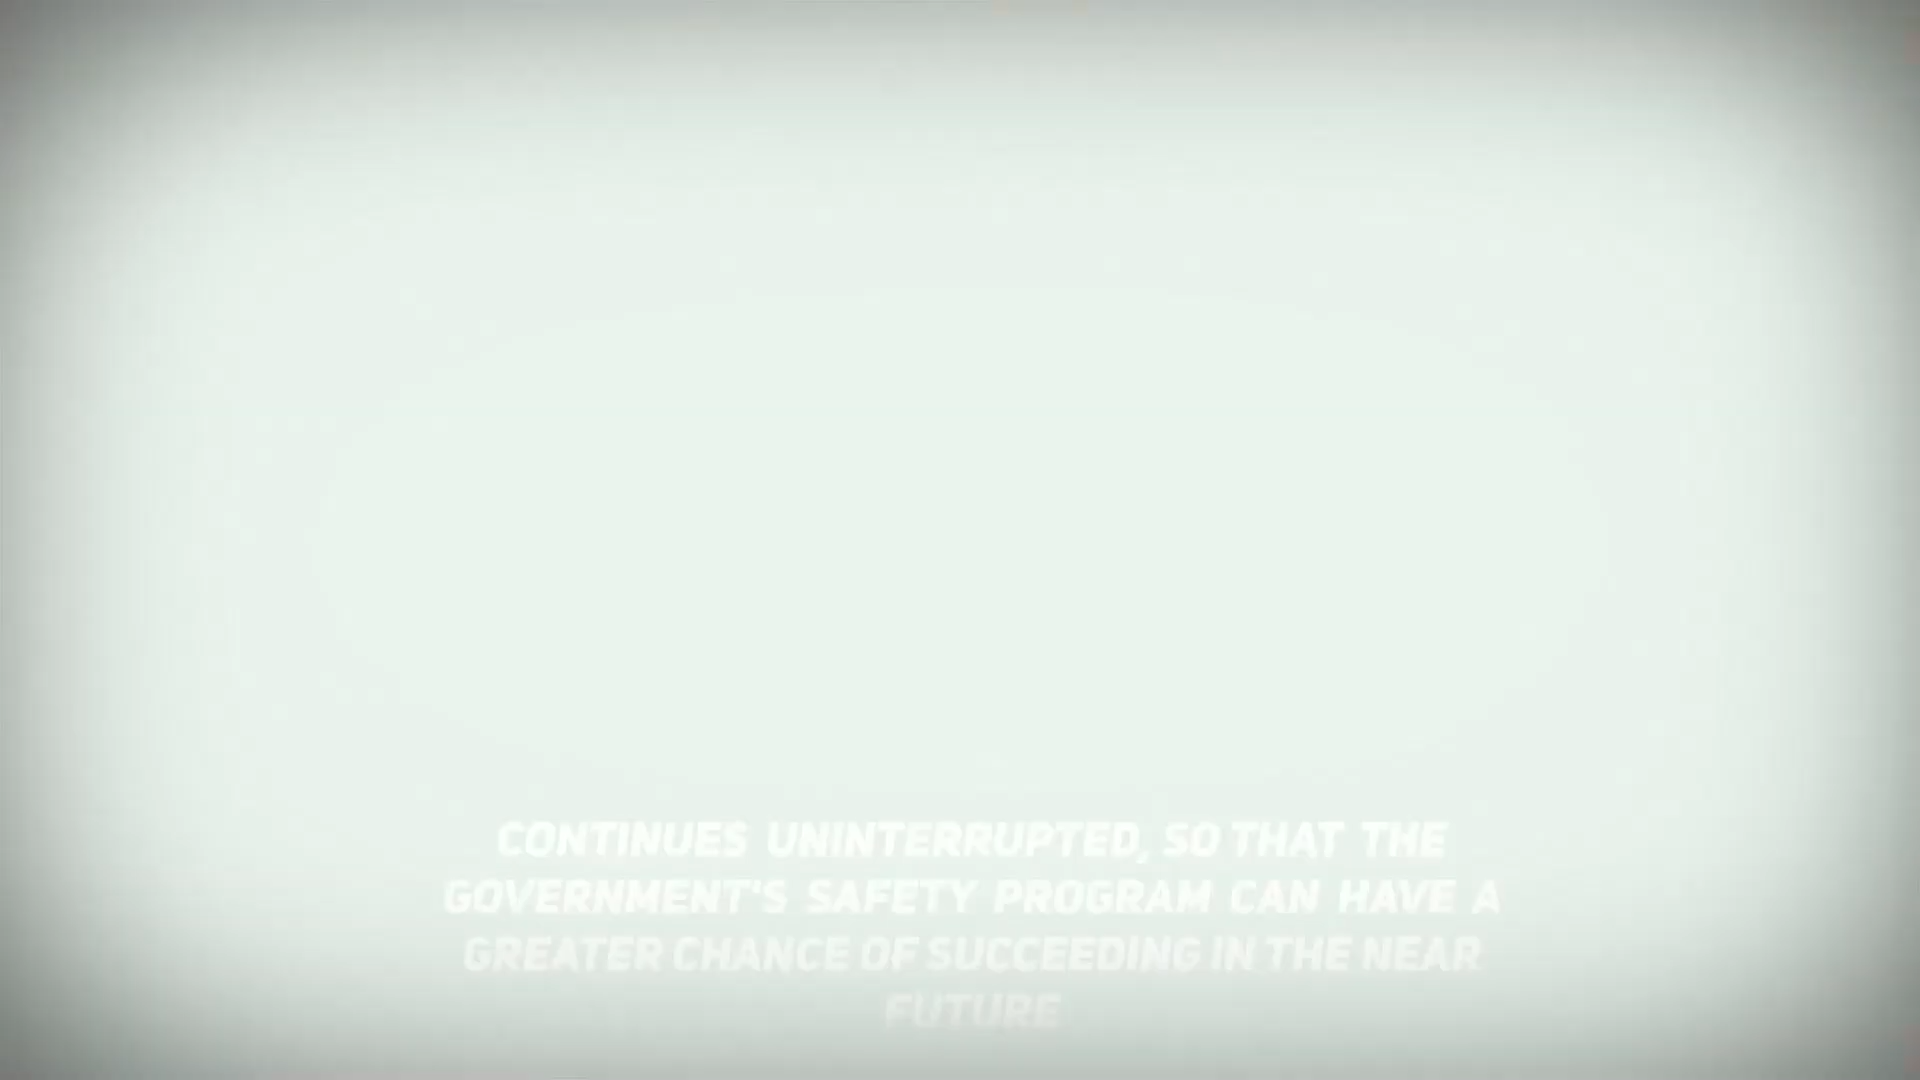 CONTINUES UNINTERRUPTED, SO THAT THE
GOVERNMENT'S SAFETY PROGRAM CAN HAVE A
GREATER CHANCE OF SUCCEEDING IN THE NEAR
FUTURE